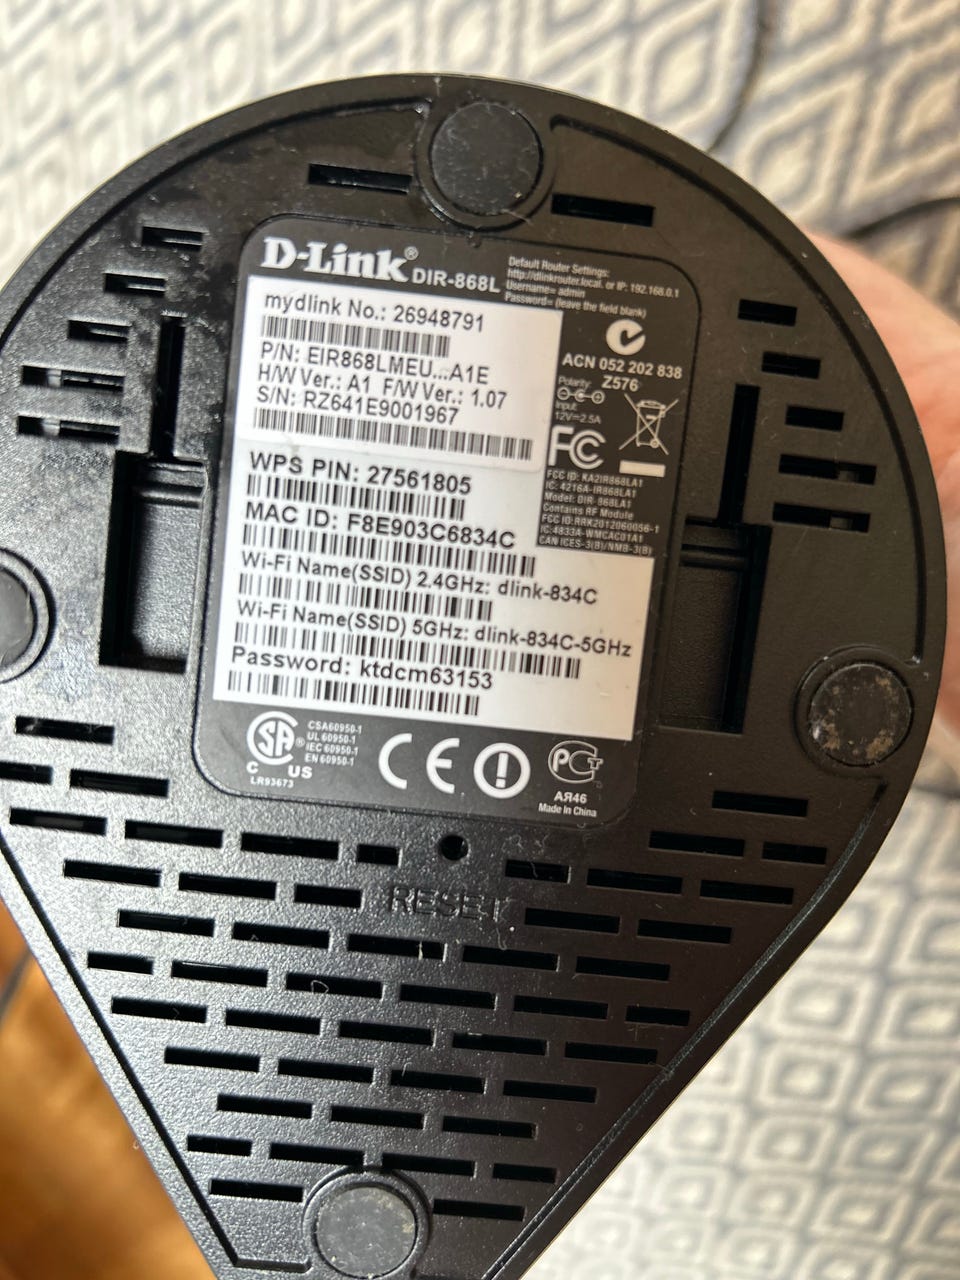 D-Link® DIR-868L
Default Router Settings:
http://dlinkrouter.local. or IP: 192.168.0.1
Username= admin
Password= (leave the field blank)
mydlink No.: 26948791
P/N: EIR868LMEU...A1E
H/W Ver.: A1 F/W Ver.: 1.07
S/N: RZ641E9001967
ACN 052 202 838
Z576
Polarity:
Input:
12V⎓2.5A
FC
FCC ID: KA2IR868LA1
IC: 4216A-IR868LA1
Model: DIR-868LA1
Contains RF Module
FCC ID:RRK2012060056-1
IC:4833A-WMCAC01A1
CAN ICES-3(B)/NMB-3(B)
WPS PIN: 27561805
MAC ID: F8E903C6834C
Wi-Fi Name(SSID) 2.4GHz: dlink-834C
Wi-Fi Name(SSID) 5GHz: dlink-834C-5GHz
Password: ktdcm63153
SA®
C US
LR93673
CSA60950-1
UL 60950-1
IEC 60950-1
EN 60950-1
CE
РСТ
АЯ46
Made in China
RESET